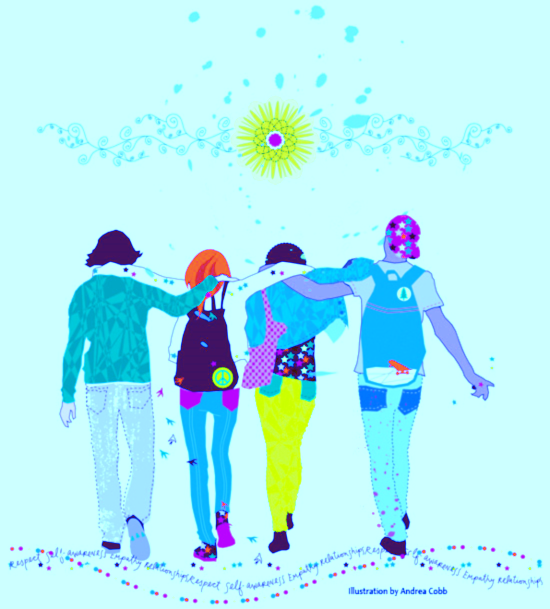 Respect Self-awareness Empathy Relationships Respect Self-awareness Empathy Relationships Respect Self awareness Empathy Relationships
Illustration by Andrea Cobb